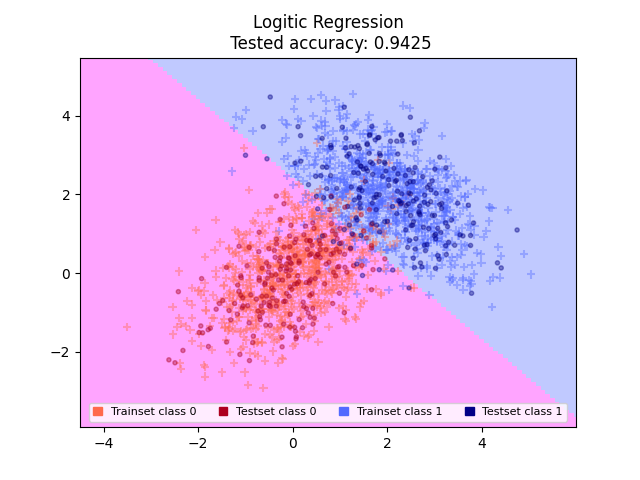 Logitic Regression
Tested accuracy: 0.9425
4
2
0
−2
−4
−2
0
2
4
Trainset class 0
Testset class 0
Trainset class 1
Testset class 1